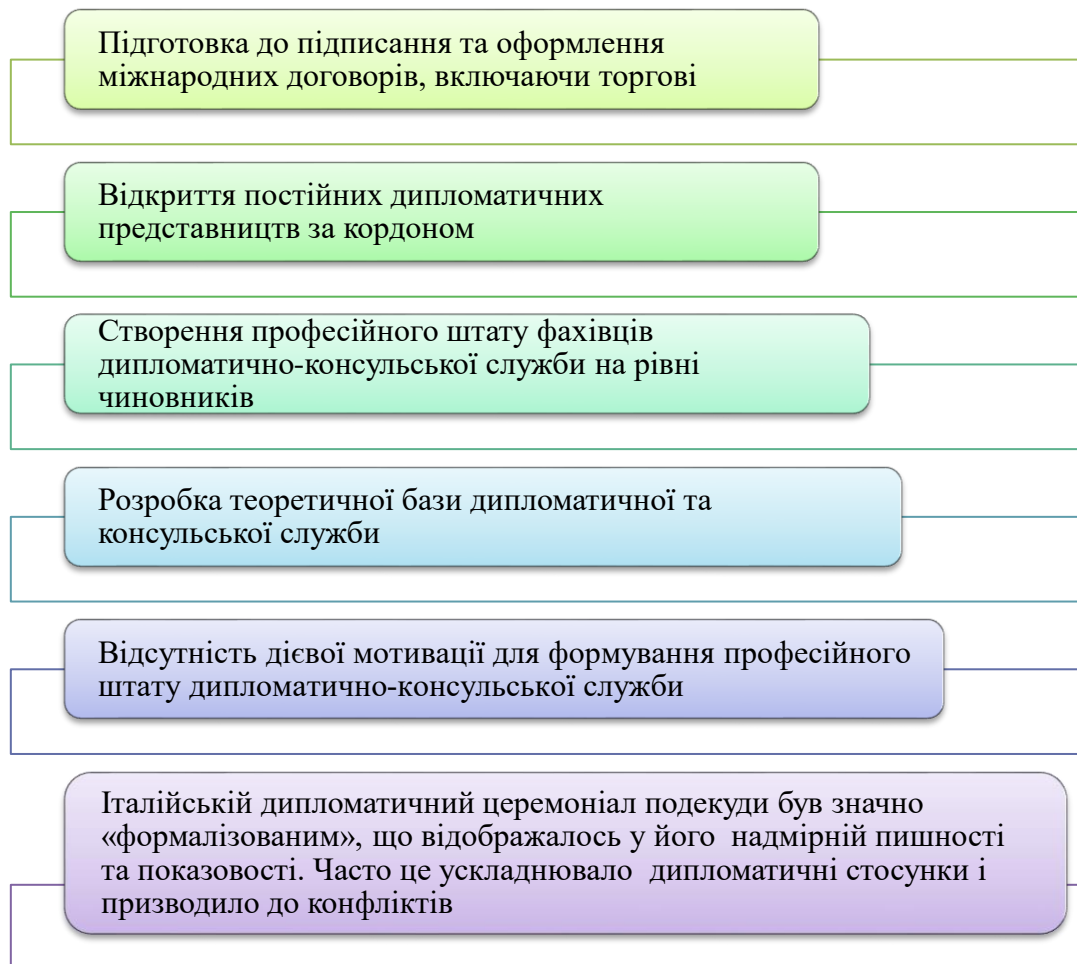 Підготовка до підписання та оформлення
міжнародних договорів, включаючи торгові
Відкриття постійних дипломатичних
представництв за кордоном
Створення професійного штату фахівців
дипломатично-консульської служби на рівні
чиновників
Розробка теоретичної бази дипломатичної та
консульської служби
Відсутність дієвої мотивації для формування професійного
штату дипломатично-консульської служби
Італійській дипломатичний церемоніал подекуди був значно
«формалізованим», що відображалось у його надмірній пишності
та показовості. Часто це ускладнювало дипломатичні стосунки і
призводило до конфліктів